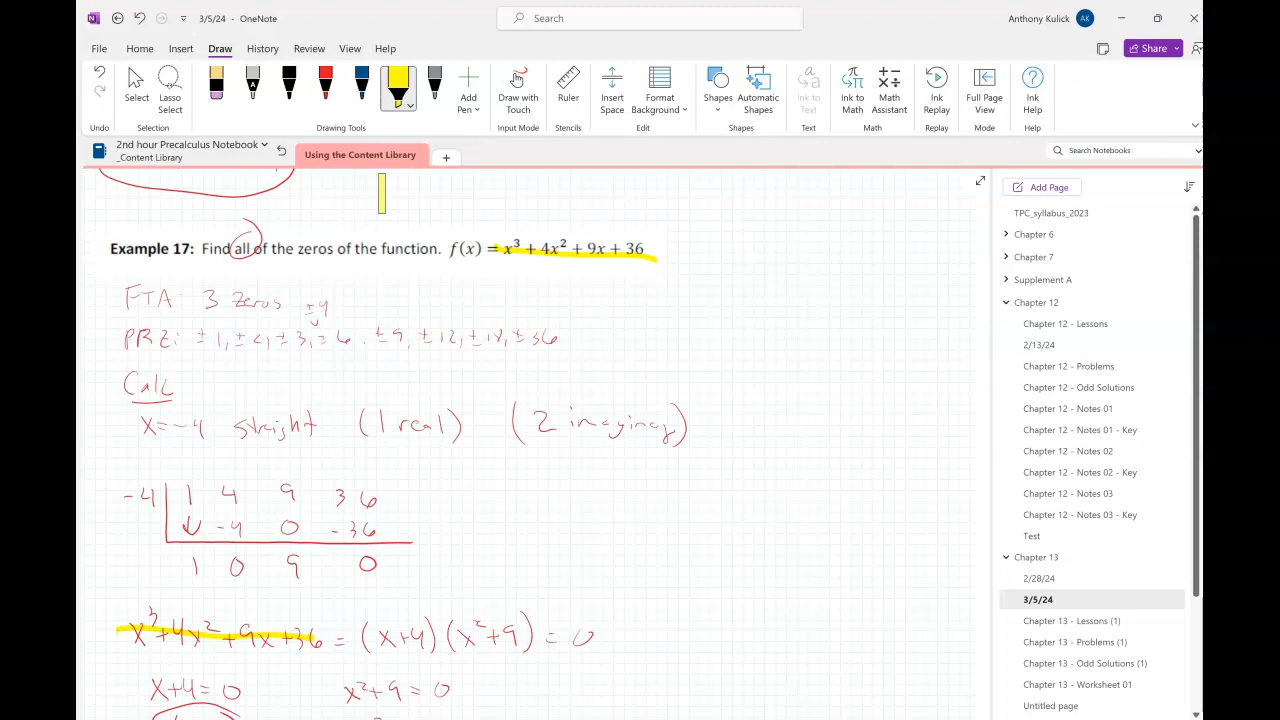 3/5/24 - OneNote
Search
Anthony Kulick
AK
File Home Insert Draw History Review View Help
Share
Select
Lasso Select
Add Pen
Draw with Touch
Ruler
Insert Space
Format Background
Shapes
Automatic Shapes
Ink to Text
Ink to Math
Math Assistant
Ink Replay
Full Page View
Ink Help
Undo
Selection
Drawing Tools
Input Mode
Stencils
Edit
Shapes
Text
Math
Replay
Mode
Help
2nd hour Precalculus Notebook
_Content Library
Using the Content Library
+
Search Notebooks
Add Page
TPC_syllabus_2023
Chapter 6
Chapter 7
Supplement A
Chapter 12
Chapter 12 - Lessons
2/13/24
Chapter 12 - Problems
Chapter 12 - Odd Solutions
Chapter 12 - Notes 01
Chapter 12 - Notes 01 - Key
Chapter 12 - Notes 02
Chapter 12 - Notes 02 - Key
Chapter 12 - Notes 03
Chapter 12 - Notes 03 - Key
Test
Chapter 13
2/28/24
3/5/24
Chapter 13 - Lessons (1)
Chapter 13 - Problems (1)
Chapter 13 - Odd Solutions (1)
Chapter 13 - Worksheet 01
Untitled page
Example 17: Find all of the zeros of the function. f(x) = x³ + 4x² + 9x + 36
FTA: 3 zeros
±4
PRZ: ±1, ±2, ±3, ±6, ±9, ±12, ±18, ±36
Calc
x=-4 straight (1 real) (2 imaginary)
-4 | 1 4 9 36
↓ -4 0 -36
1 0 9 0
x³+4x²+9x+36 = (x+4)(x²+9) = 0
x+4=0 x²+9=0